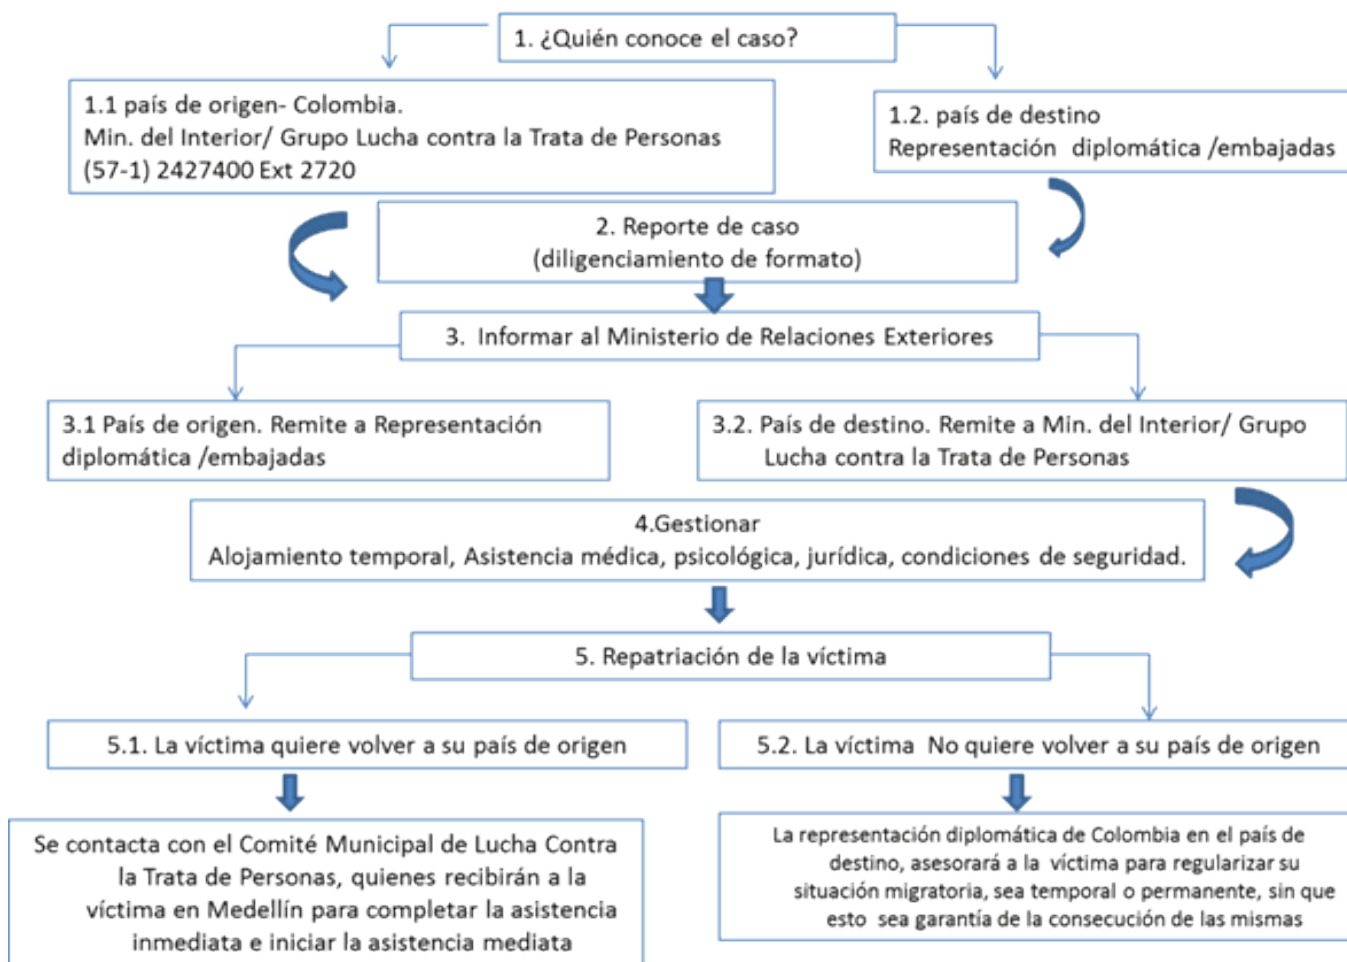 1. ¿Quién conoce el caso?
1.1 país de origen- Colombia.
Min. del Interior/ Grupo Lucha contra la Trata de Personas
(57-1) 2427400 Ext 2720
1.2. país de destino
Representación diplomática /embajadas
2. Reporte de caso
(diligenciamiento de formato)
3. Informar al Ministerio de Relaciones Exteriores
3.1 País de origen. Remite a Representación
diplomática /embajadas
3.2. País de destino. Remite a Min. del Interior/ Grupo
Lucha contra la Trata de Personas
4.Gestionar
Alojamiento temporal, Asistencia médica, psicológica, jurídica, condiciones de seguridad.
5. Repatriación de la víctima
5.1. La víctima quiere volver a su país de origen
5.2. La víctima No quiere volver a su país de origen
Se contacta con el Comité Municipal de Lucha Contra
la Trata de Personas, quienes recibirán a la
víctima en Medellín para completar la asistencia
inmediata e iniciar la asistencia mediata
La representación diplomática de Colombia en el país de
destino, asesorará a la víctima para regularizar su
situación migratoria, sea temporal o permanente, sin que
esto sea garantía de la consecución de las mismas